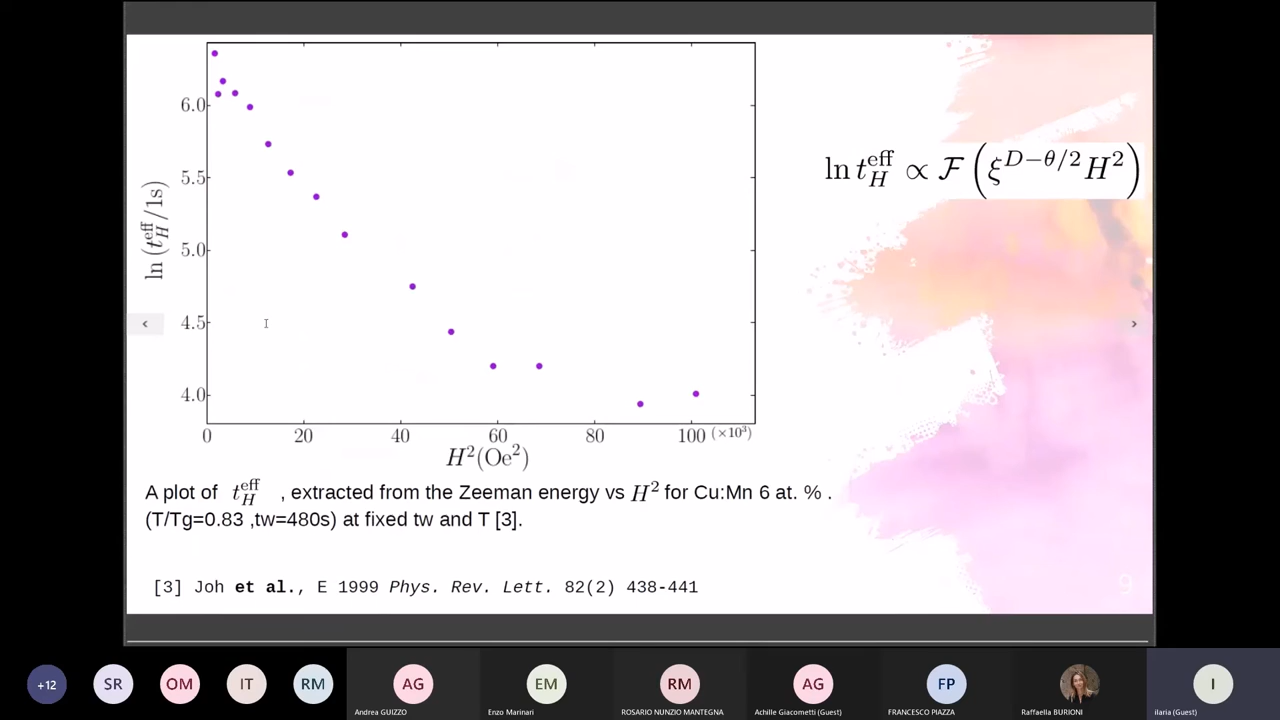 6.0
5.5
5.0
4.5
4.0
ln (t_H^eff/1s)
0 20 40 60 80 100 (×10³)
H²(Oe²)
ln t_H^eff ∝ F (ξ^{D−θ/2} H²)
A plot of t_H^eff , extracted from the Zeeman energy vs H² for Cu:Mn 6 at. % .
(T/Tg=0.83 ,tw=480s) at fixed tw and T [3].
[3] Joh et al., E 1999 Phys. Rev. Lett. 82(2) 438-441
9
+12 SR OM IT RM AG EM RM AG FP I
Andrea GUIZZO Enzo Marinari ROSARIO NUNZIO MANTEGNA Achille Giacometti (Guest) FRANCESCO PIAZZA Raffaella BURIONI ilaria (Guest)